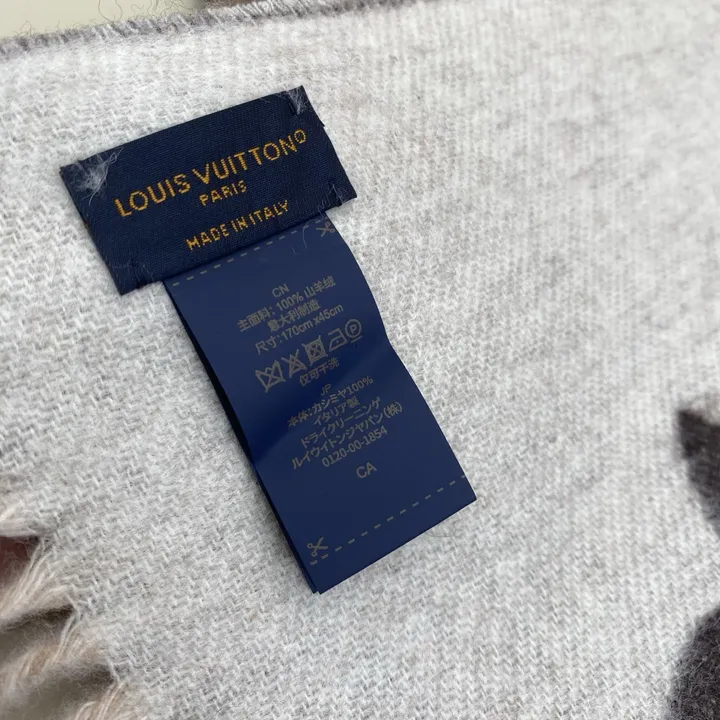 LOUIS VUITTON®
PARIS
MADE IN ITALY
CN
主面料: 100% 山羊绒
意大利制造
尺寸: 170cm x45cm
仅可干洗
JP
本体: カシミヤ100%
イタリア製
ドライクリーニング
ルイヴィトンジャパン(株)
0120-00-1854
CA